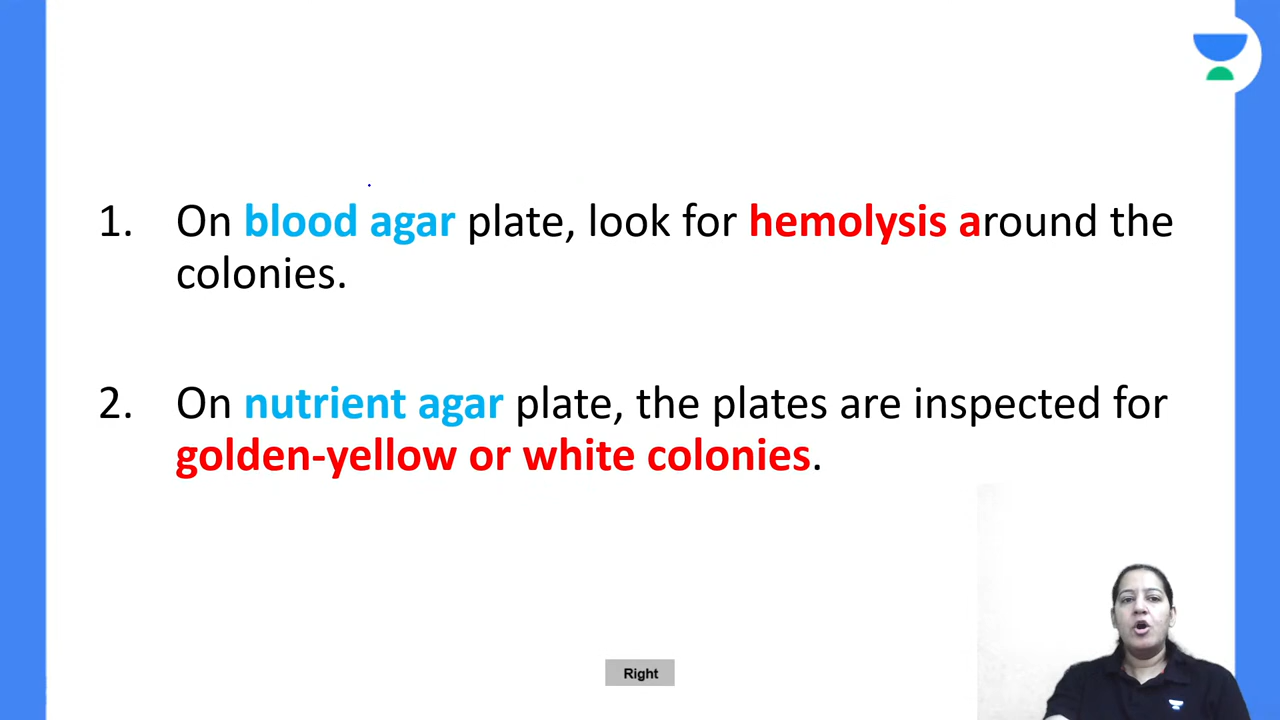 1. On blood agar plate, look for hemolysis around the
colonies.
2. On nutrient agar plate, the plates are inspected for
golden-yellow or white colonies.
Right